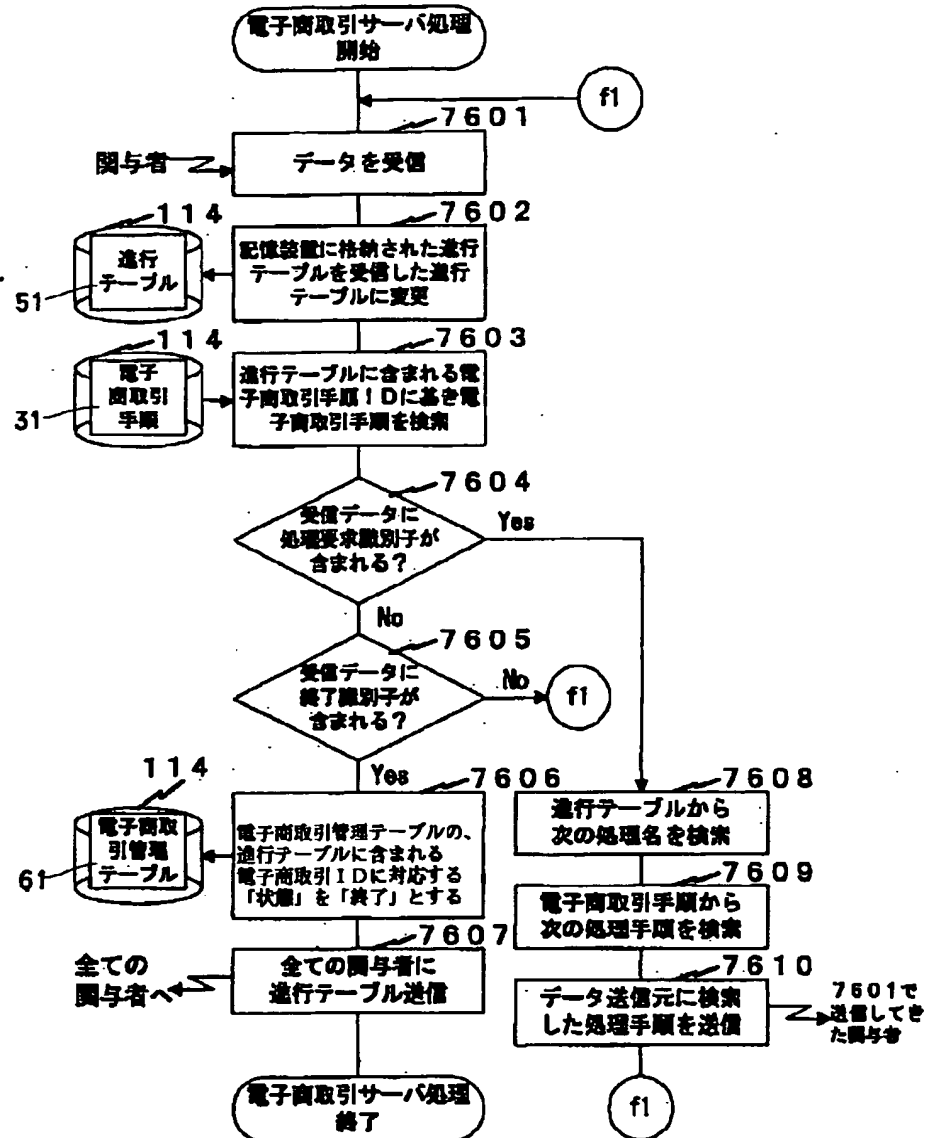 電子商取引サーバ処理
開始
f1
7601
関与者
データを受信
114
7602
進行
テーブル
51
記憶装置に格納された進行
テーブルを受信した進行
テーブルに変更
114
7603
電子
商取引
手順
31
進行テーブルに含まれる電
子商取引手順IDに基き電
子商取引手順を検索
7604
受信データに
処理要求識別子が
含まれる?
Yes
No
7605
受信データに
終了識別子が
含まれる?
No
f1
Yes
114
7606
電子商取
引管理
テーブル
61
電子商取引管理テーブルの、
進行テーブルに含まれる
電子商取引IDに対応する
「状態」を「終了」とする
7608
進行テーブルから
次の処理名を検索
7609
電子商取引手順から
次の処理手順を検索
7607
全ての
関与者へ
全ての関与者に
進行テーブル送信
7610
データ送信元に検索
した処理手順を送信
7601で
送信してき
た関与者
電子商取引サーバ処理
終了
f1